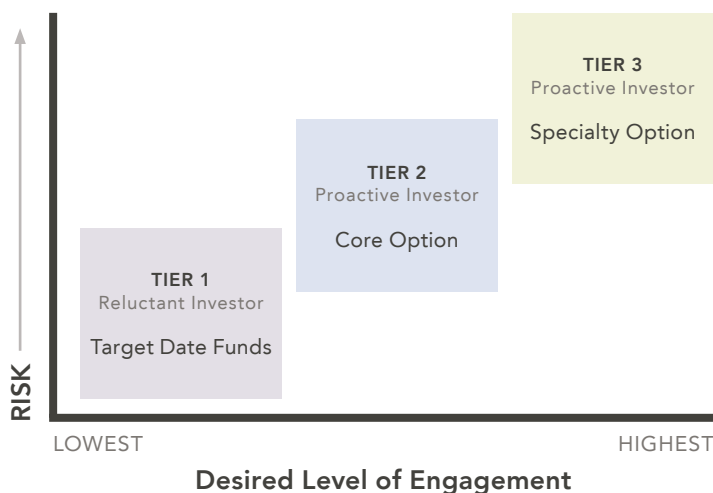 TIER 3
Proactive Investor
Specialty Option
TIER 2
Proactive Investor
Core Option
TIER 1
Reluctant Investor
Target Date Funds
RISK
LOWEST
HIGHEST
Desired Level of Engagement